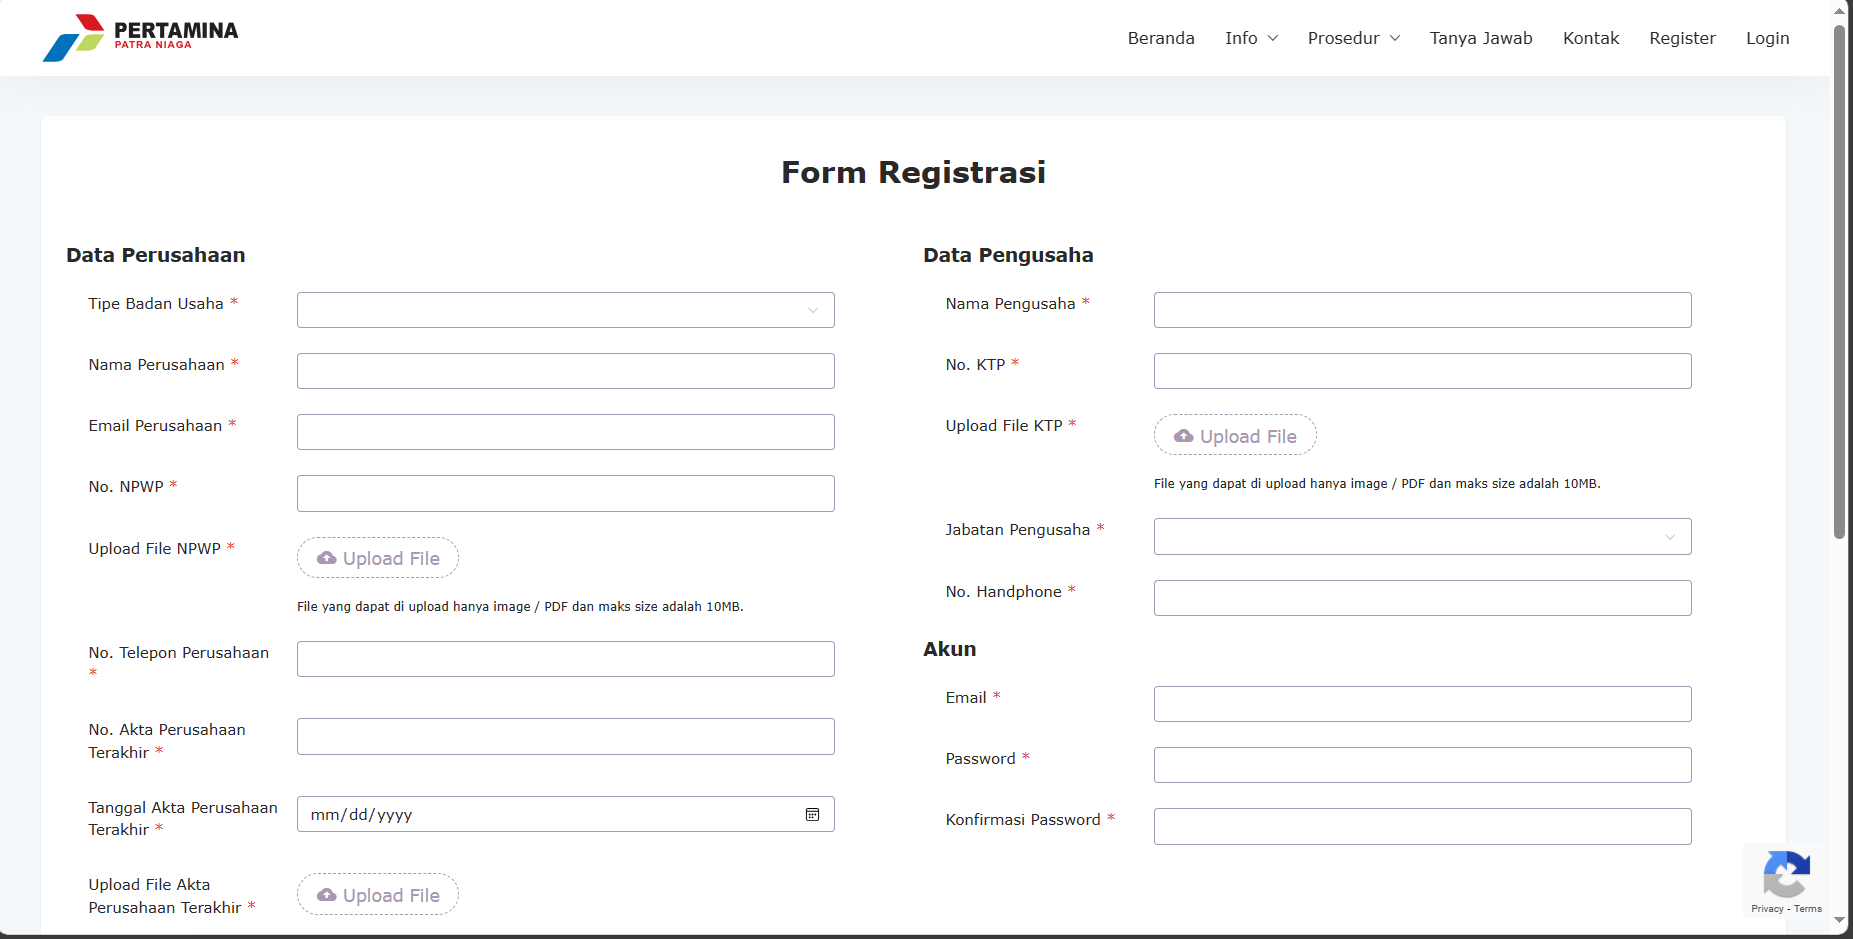 PERTAMINA
PATRA NIAGA
Beranda
Info
Prosedur
Tanya Jawab
Kontak
Register
Login
Form Registrasi
Data Perusahaan
Tipe Badan Usaha *
Nama Perusahaan *
Email Perusahaan *
No. NPWP *
Upload File NPWP *
Upload File
File yang dapat di upload hanya image / PDF dan maks size adalah 10MB.
No. Telepon Perusahaan
*
No. Akta Perusahaan
Terakhir *
Tanggal Akta Perusahaan
Terakhir *
mm/dd/yyyy
Upload File Akta
Perusahaan Terakhir *
Upload File
Data Pengusaha
Nama Pengusaha *
No. KTP *
Upload File KTP *
Upload File
File yang dapat di upload hanya image / PDF dan maks size adalah 10MB.
Jabatan Pengusaha *
No. Handphone *
Akun
Email *
Password *
Konfirmasi Password *
Privacy - Terms